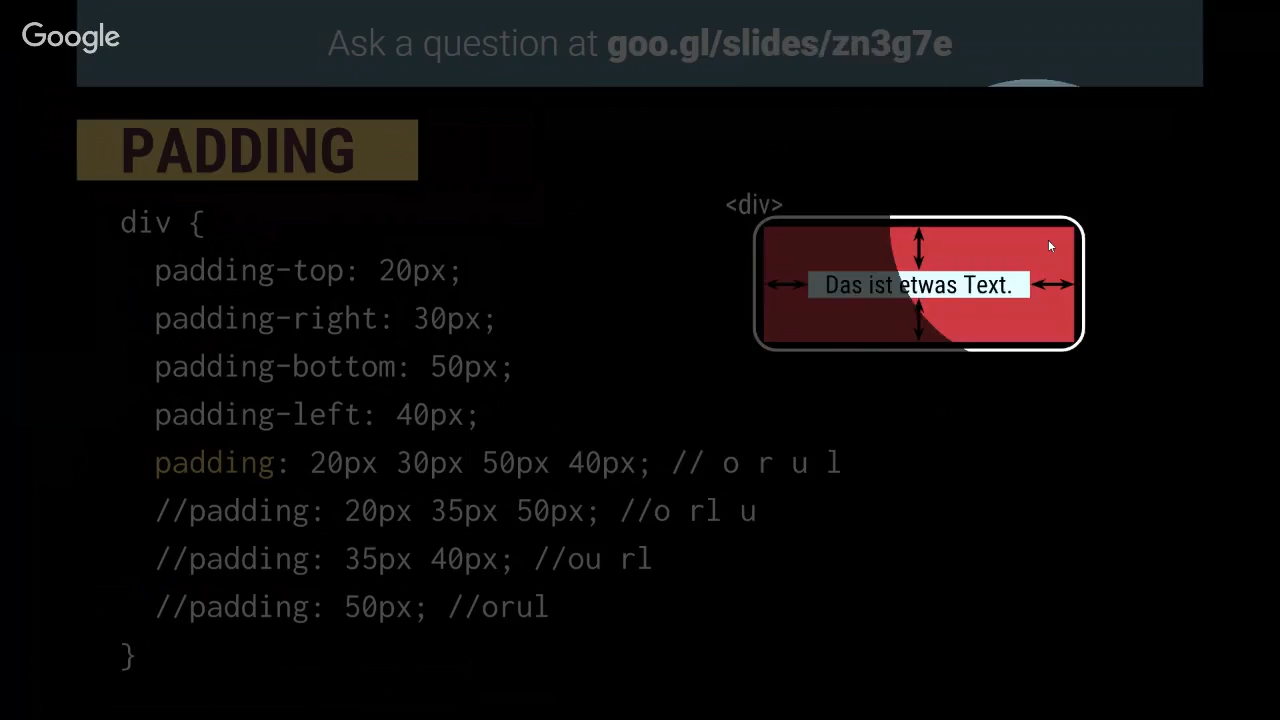 Google
Ask a question at goo.gl/slides/zn3g7e
PADDING
div {
padding-top: 20px;
padding-right: 30px;
padding-bottom: 50px;
padding-left: 40px;
padding: 20px 30px 50px 40px; // o r u l
//padding: 20px 35px 50px; //o rl u
//padding: 35px 40px; //ou rl
//padding: 50px; //orul
}
<div>
Das ist etwas Text.